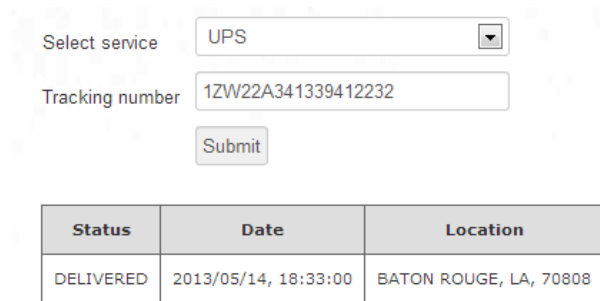 Select service UPS
Tracking number 1ZW22A341339412232
Submit
Status Date Location
DELIVERED 2013/05/14, 18:33:00 BATON ROUGE, LA, 70808